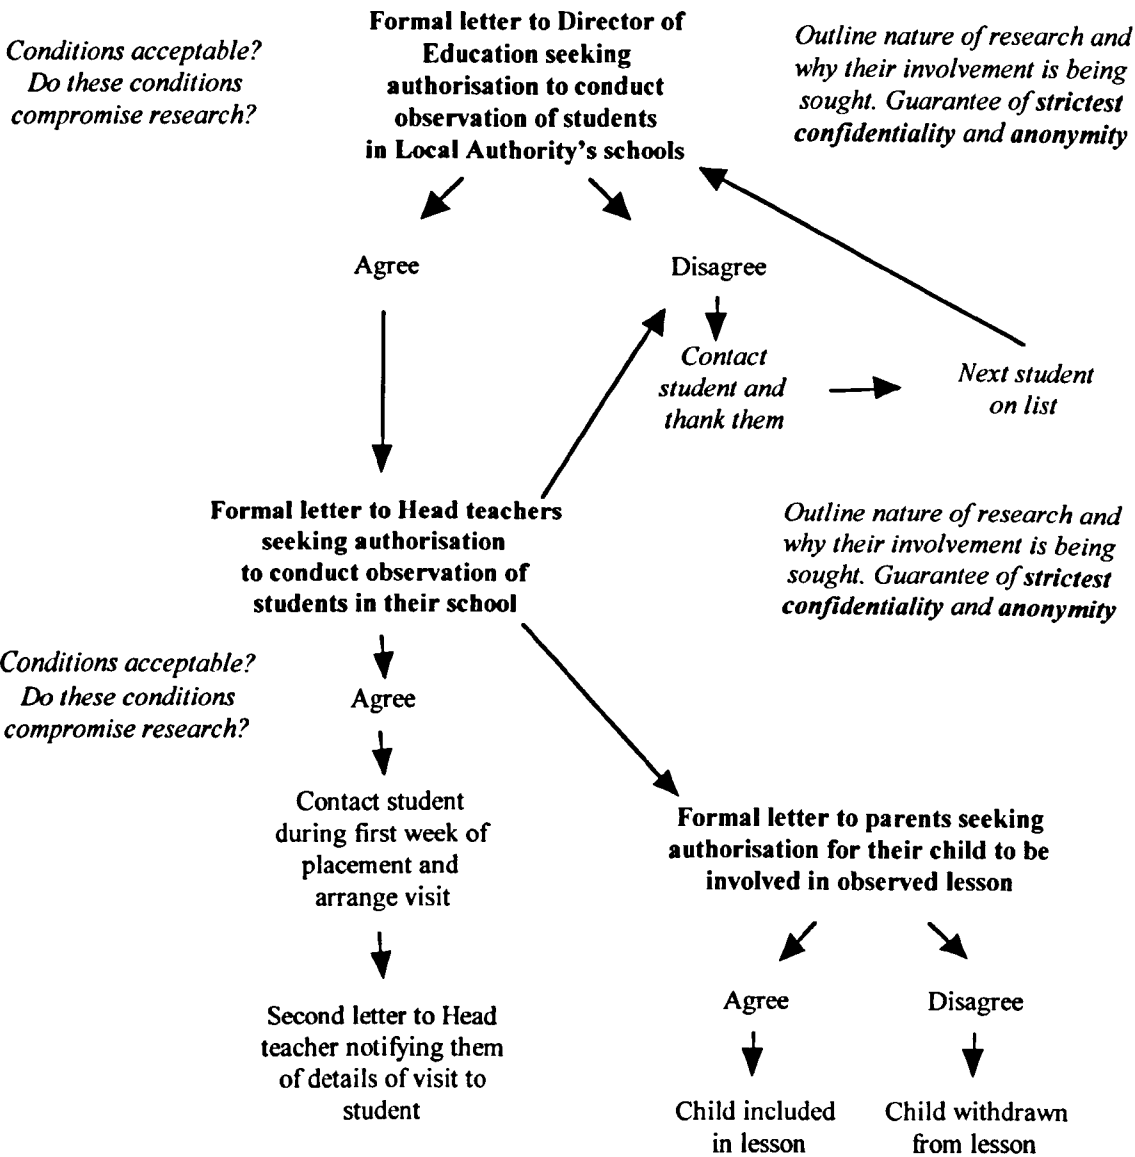 Formal letter to Director of
Education seeking
authorisation to conduct
observation of students
in Local Authority's schools
Conditions acceptable?
Do these conditions
compromise research?
Outline nature of research and
why their involvement is being
sought. Guarantee of strictest
confidentiality and anonymity
Agree
Disagree
Contact
student and
thank them
Next student
on list
Formal letter to Head teachers
seeking authorisation
to conduct observation of
students in their school
Outline nature of research and
why their involvement is being
sought. Guarantee of strictest
confidentiality and anonymity
Conditions acceptable?
Do these conditions
compromise research?
Agree
Contact student
during first week of
placement and
arrange visit
Second letter to Head
teacher notifying them
of details of visit to
student
Formal letter to parents seeking
authorisation for their child to be
involved in observed lesson
Agree
Disagree
Child included
in lesson
Child withdrawn
from lesson